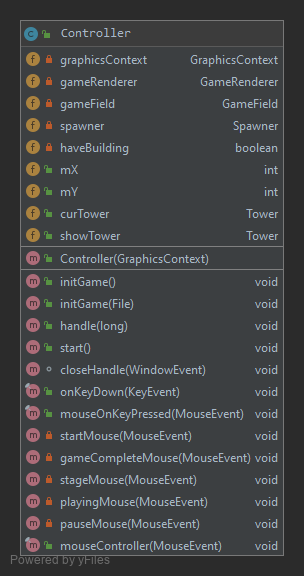 Controller
graphicsContext GraphicsContext
gameRenderer GameRenderer
gameField GameField
spawner Spawner
haveBuilding boolean
mX int
mY int
curTower Tower
showTower Tower
Controller(GraphicsContext)
initGame() void
initGame(File) void
handle(long) void
start() void
closeHandle(WindowEvent) void
onKeyDown(KeyEvent) void
mouseOnKeyPressed(MouseEvent) void
startMouse(MouseEvent) void
gameCompleteMouse(MouseEvent) void
stageMouse(MouseEvent) void
playingMouse(MouseEvent) void
pauseMouse(MouseEvent) void
mouseController(MouseEvent) void
Powered by yFiles